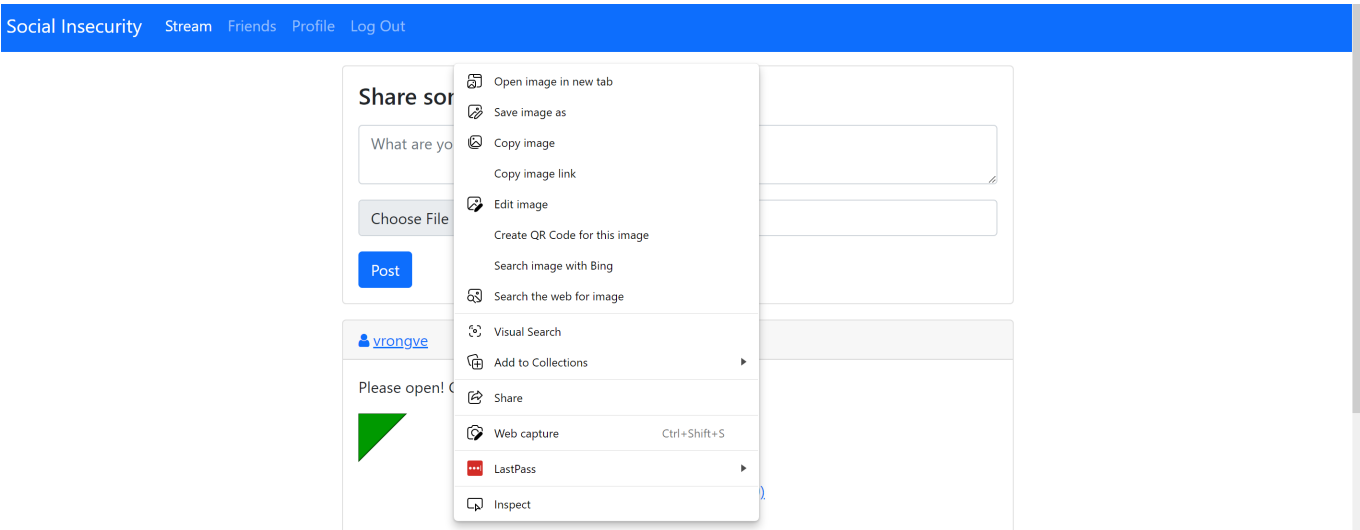 Social Insecurity Stream Friends Profile Log Out
Share
What are
Choose File
Post
vrongve
Please open!
Open image in new tab
Save image as
Copy image
Copy image link
Edit image
Create QR Code for this image
Search image with Bing
Search the web for image
Visual Search
Add to Collections
Share
Web capture Ctrl+Shift+S
LastPass
Inspect